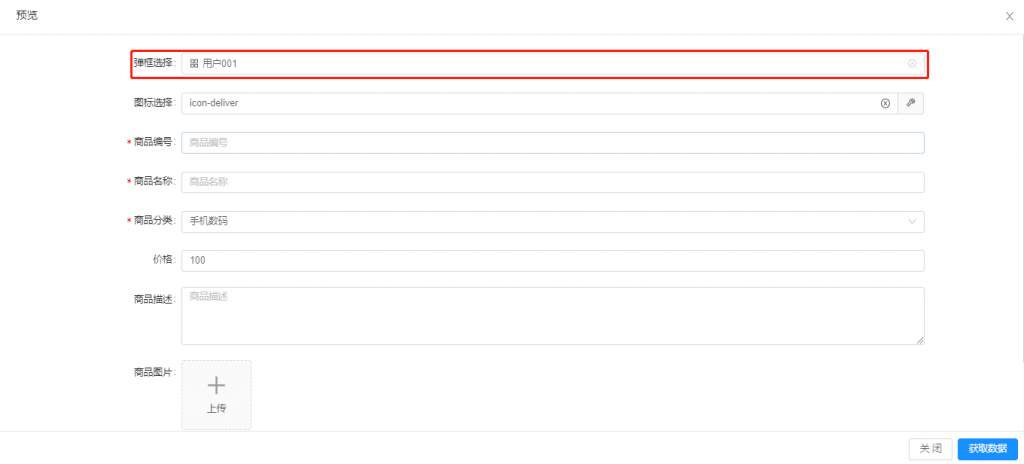 预览
弹框选择: 用户001
图标选择: icon-deliver
* 商品编号: 商品编号
* 商品名称: 商品名称
* 商品分类: 手机数码
价格: 100
商品描述: 商品描述
商品图片:
上传
关 闭 获取数据